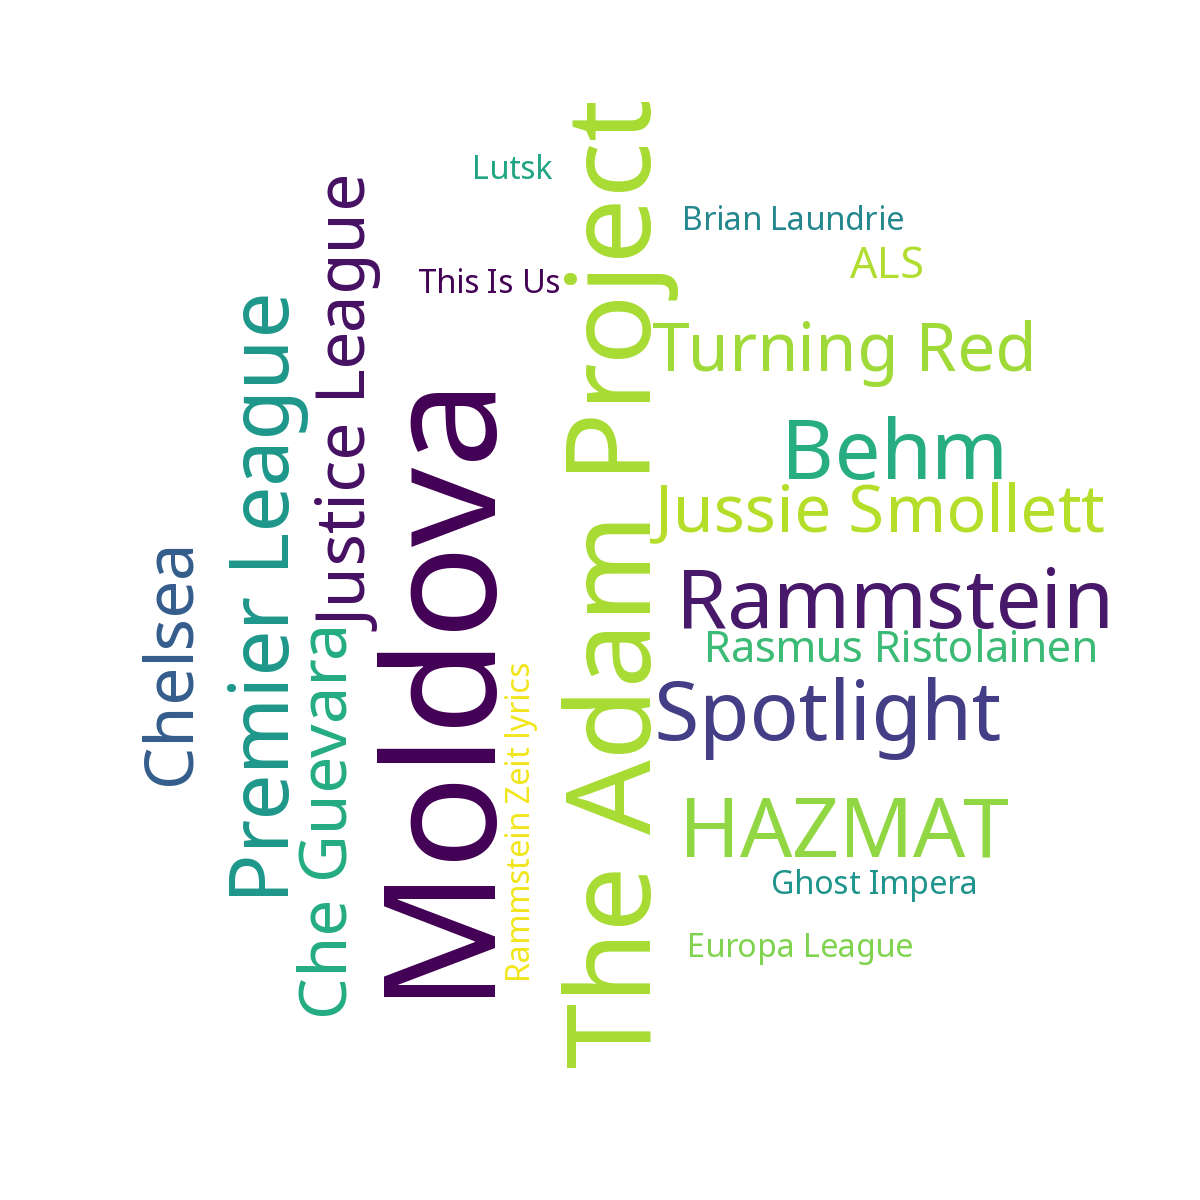 Lutsk
Brian Laundrie
ALS
This Is Us
Turning Red
Behm
Jussie Smollett
Rammstein
Rasmus Ristolainen
Spotlight
HAZMAT
Ghost Impera
Europa League
Chelsea
Premier League
Che Guevara
Justice League
Moldova
Rammstein Zeit lyrics
The Adam Project